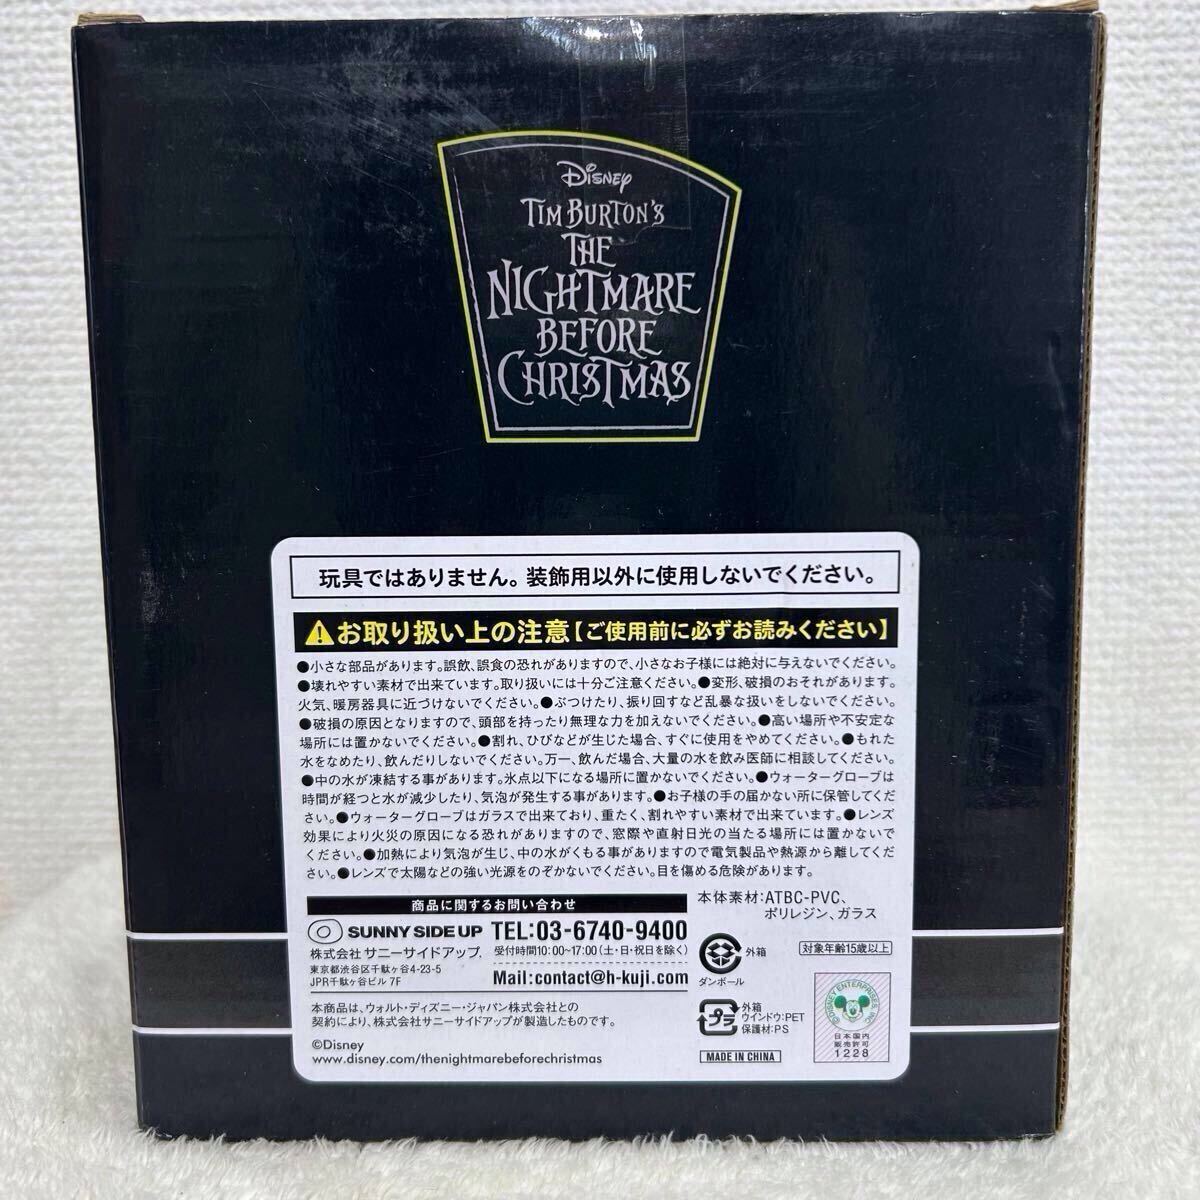 Disney
TIM BURTON'S
THE
NIGHTMARE
BEFORE
CHRISTMAS
玩具ではありません。装飾用以外に使用しないでください。
⚠お取り扱い上の注意【ご使用前に必ずお読みください】
●小さな部品があります。誤飲、誤食の恐れがありますので、小さなお子様には絶対に与えないでください。
●壊れやすい素材で出来ています。取り扱いには十分ご注意ください。●変形、破損のおそれがあります。
火気、暖房器具に近づけないでください。●ぶつけたり、振り回すなど乱暴な扱いをしないでください。
●破損の原因となりますので、頭部を持ったり無理な力を加えないでください。●高い場所や不安定な
場所には置かないでください。●割れ、ひびなどが生じた場合、すぐに使用をやめてください。●もれた
水をなめたり、飲んだりしないでください。万一、飲んだ場合、大量の水を飲み医師に相談してください。
●中の水が凍結する事があります。氷点以下になる場所に置かないでください。●ウォーターグローブは
時間が経つと水が減少したり、気泡が発生する事があります。●お子様の手の届かない所に保管してくだ
さい。●ウォーターグローブはガラスで出来ており、重たく、割れやすい素材で出来ています。●レンズ
効果により火災の原因になる恐れがありますので、窓際や直射日光の当たる場所には置かないで
ください。●加熱により気泡が生じ、中の水がくもる事がありますので電気製品や熱源から離してくだ
さい。●レンズで太陽などの強い光源をのぞかないでください。目を傷める危険があります。
商品に関するお問い合わせ
SUNNY SIDE UP
株式会社 サニーサイドアップ.
東京都渋谷区千駄ヶ谷4-23-5
JPR千駄ヶ谷ビル 7F
TEL:03-6740-9400
受付時間10:00~17:00(土・日・祝日を除く)
Mail:contact@h-kuji.com
本商品は、ウォルト・ディズニー・ジャパン株式会社との
契約により、株式会社サニーサイドアップが製造したものです。
©Disney
www.disney.com/thenightmarebeforechristmas
本体素材:ATBC-PVC、
ポリレジン、ガラス
外箱
ダンボール
プラ
外箱
ウインドウ:PET
保護材:PS
MADE IN CHINA
対象年齢15歳以上
©DISNEY ENTERPRISES, INC.
日本国内
販売許可
1228